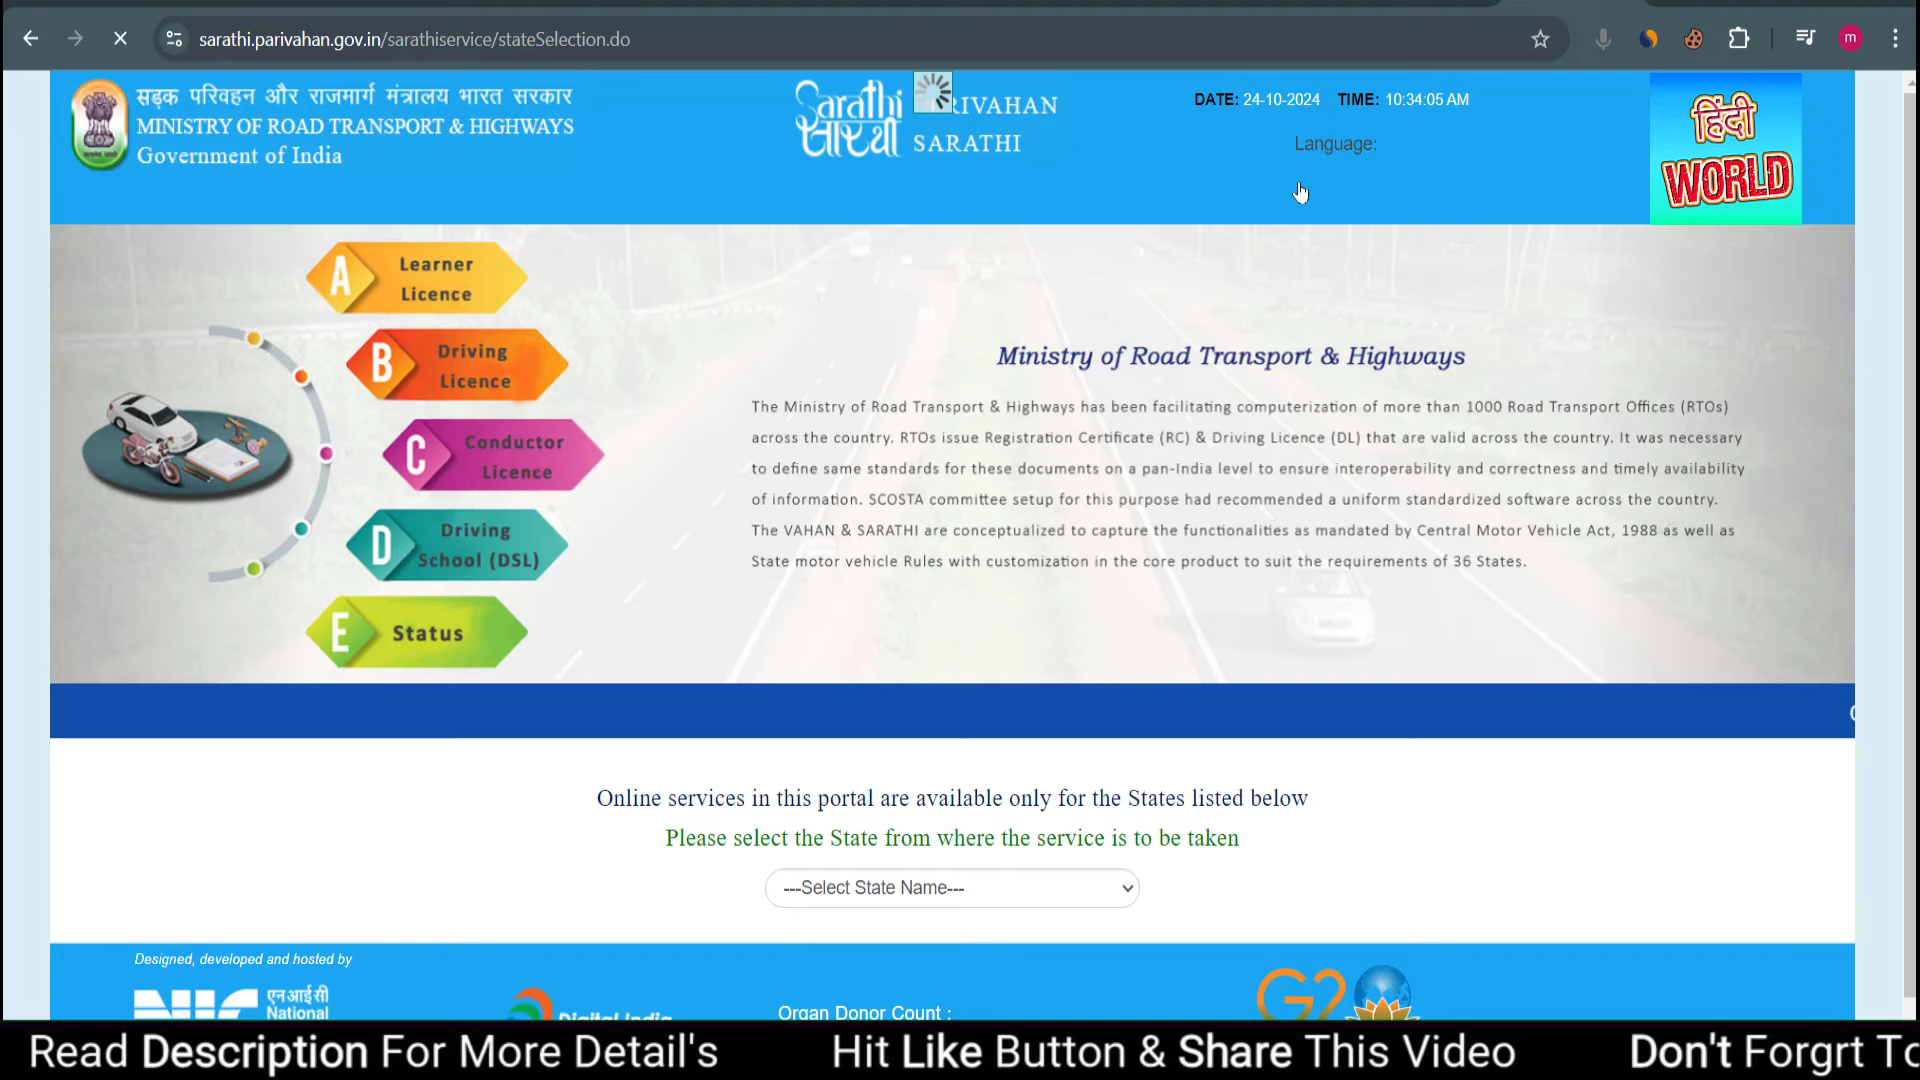 sarathi.parivahan.gov.in/sarathiservice/stateSelection.do
m
सड़क परिवहन और राजमार्ग मंत्रालय भारत सरकार
MINISTRY OF ROAD TRANSPORT & HIGHWAYS
Government of India
Sarathi
सारथी
RIVAHAN
SARATHI
DATE: 24-10-2024 TIME: 10:34:05 AM
Language:
हिंदी
WORLD
A Learner
Licence
B Driving
Licence
C Conductor
Licence
D Driving
School (DSL)
E Status
Ministry of Road Transport & Highways
The Ministry of Road Transport & Highways has been facilitating computerization of more than 1000 Road Transport Offices (RTOs)
across the country. RTOs issue Registration Certificate (RC) & Driving Licence (DL) that are valid across the country. It was necessary
to define same standards for these documents on a pan-India level to ensure interoperability and correctness and timely availability
of information. SCOSTA committee setup for this purpose had recommended a uniform standardized software across the country.
The VAHAN & SARATHI are conceptualized to capture the functionalities as mandated by Central Motor Vehicle Act, 1988 as well as
State motor vehicle Rules with customization in the core product to suit the requirements of 36 States.
Online services in this portal are available only for the States listed below
Please select the State from where the service is to be taken
---Select State Name---
Designed, developed and hosted by
NIC एन आई सी
National
Digital India
Organ Donor Count :
G2
Read Description For More Detail's Hit Like Button & Share This Video Don't Forgrt To